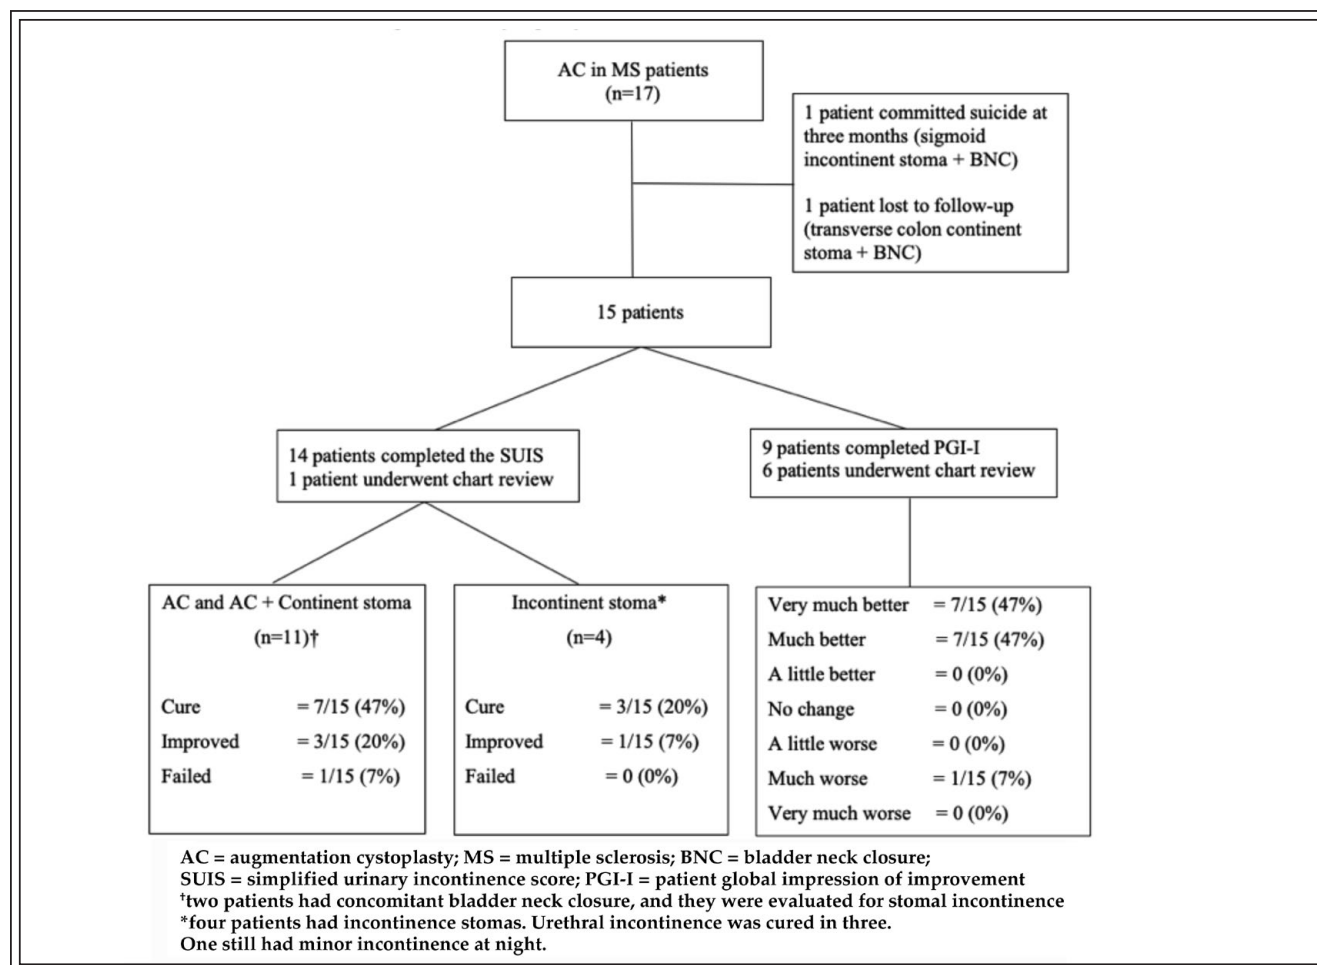 AC in MS patients
(n=17)
1 patient committed suicide at
three months (sigmoid
incontinent stoma + BNC)
1 patient lost to follow-up
(transverse colon continent
stoma + BNC)
15 patients
14 patients completed the SUIS
1 patient underwent chart review
9 patients completed PGI-I
6 patients underwent chart review
AC and AC + Continent stoma
(n=11)†
Cure = 7/15 (47%)
Improved = 3/15 (20%)
Failed = 1/15 (7%)
Incontinent stoma*
(n=4)
Cure = 3/15 (20%)
Improved = 1/15 (7%)
Failed = 0 (0%)
Very much better = 7/15 (47%)
Much better = 7/15 (47%)
A little better = 0 (0%)
No change = 0 (0%)
A little worse = 0 (0%)
Much worse = 1/15 (7%)
Very much worse = 0 (0%)
AC = augmentation cystoplasty; MS = multiple sclerosis; BNC = bladder neck closure;
SUIS = simplified urinary incontinence score; PGI-I = patient global impression of improvement
†two patients had concomitant bladder neck closure, and they were evaluated for stomal incontinence
*four patients had incontinence stomas. Urethral incontinence was cured in three.
One still had minor incontinence at night.